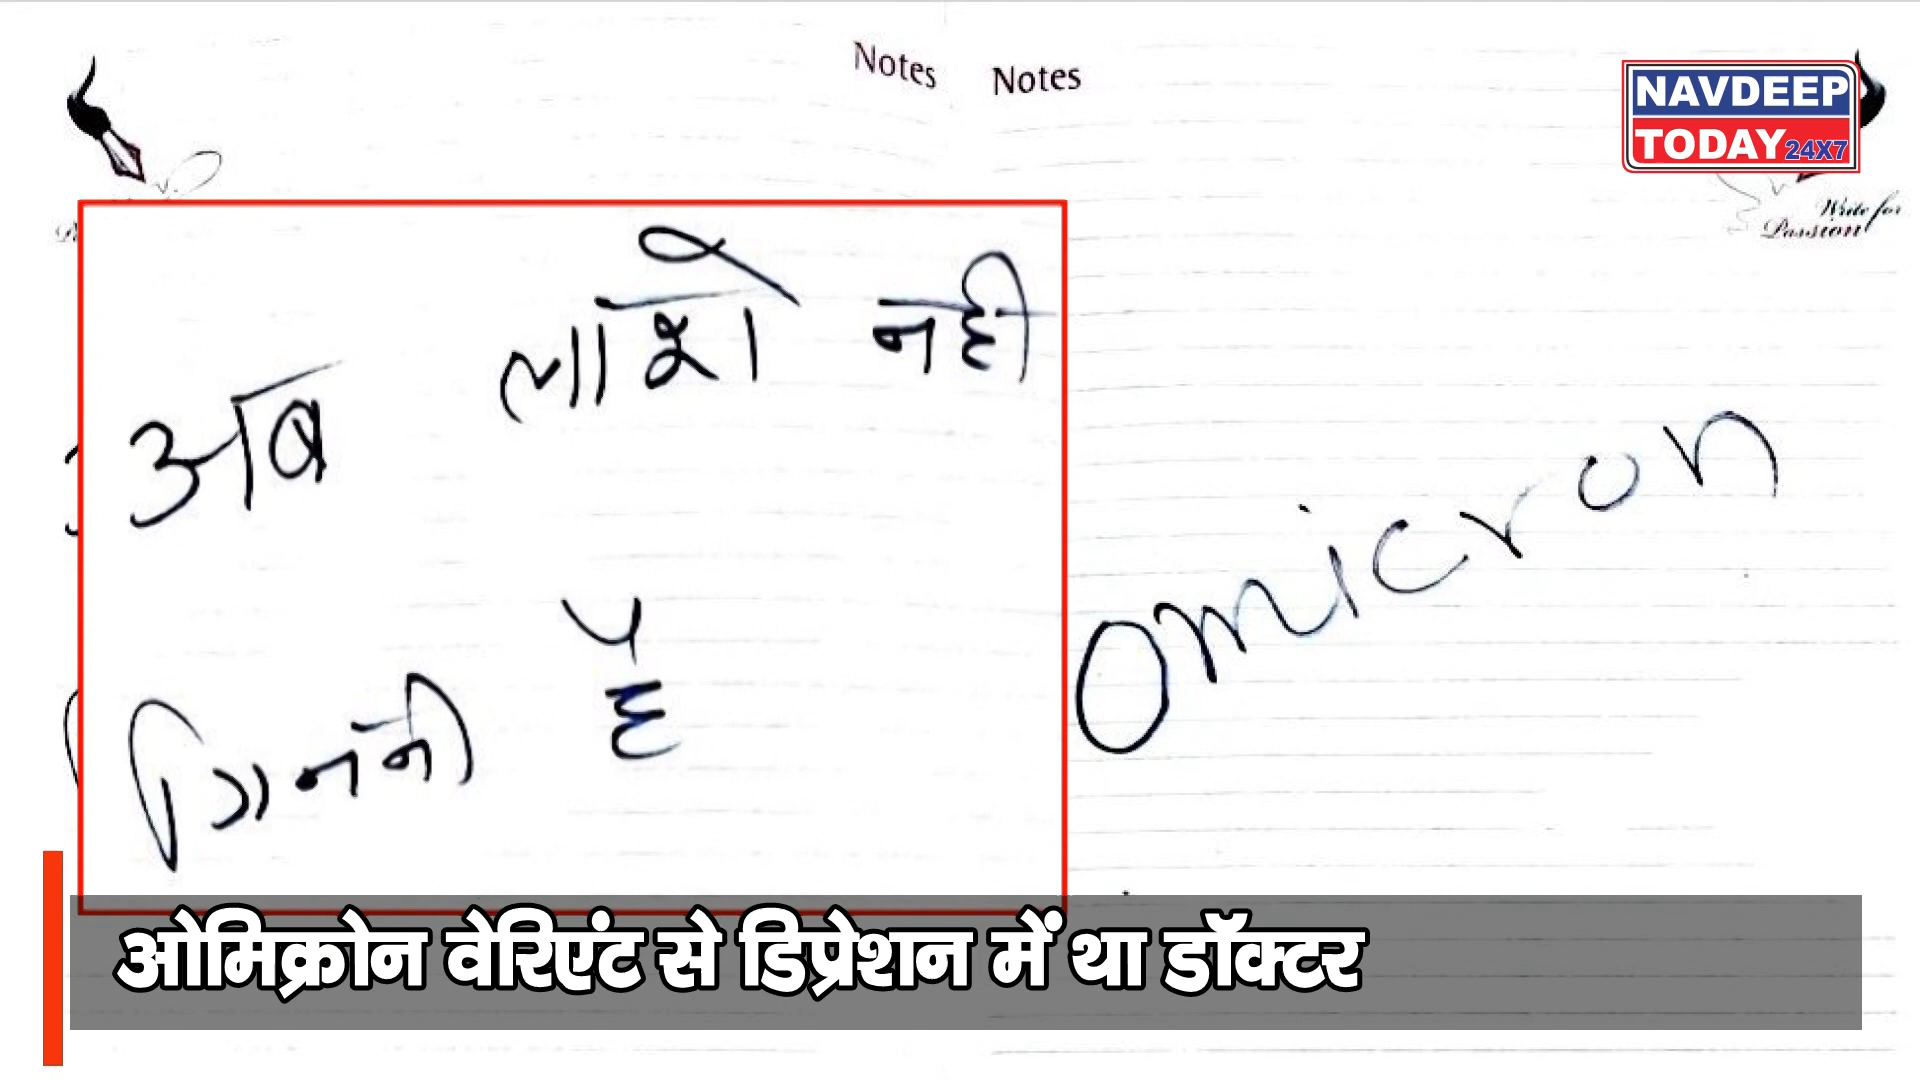 Notes Notes
NAVDEEP
TODAY 24X7
Write for
Passion
अब लाशे नही
गिननी है
omicron
ओमिक्रोन वेरिएंट से डिप्रेशन में था डॉक्टर